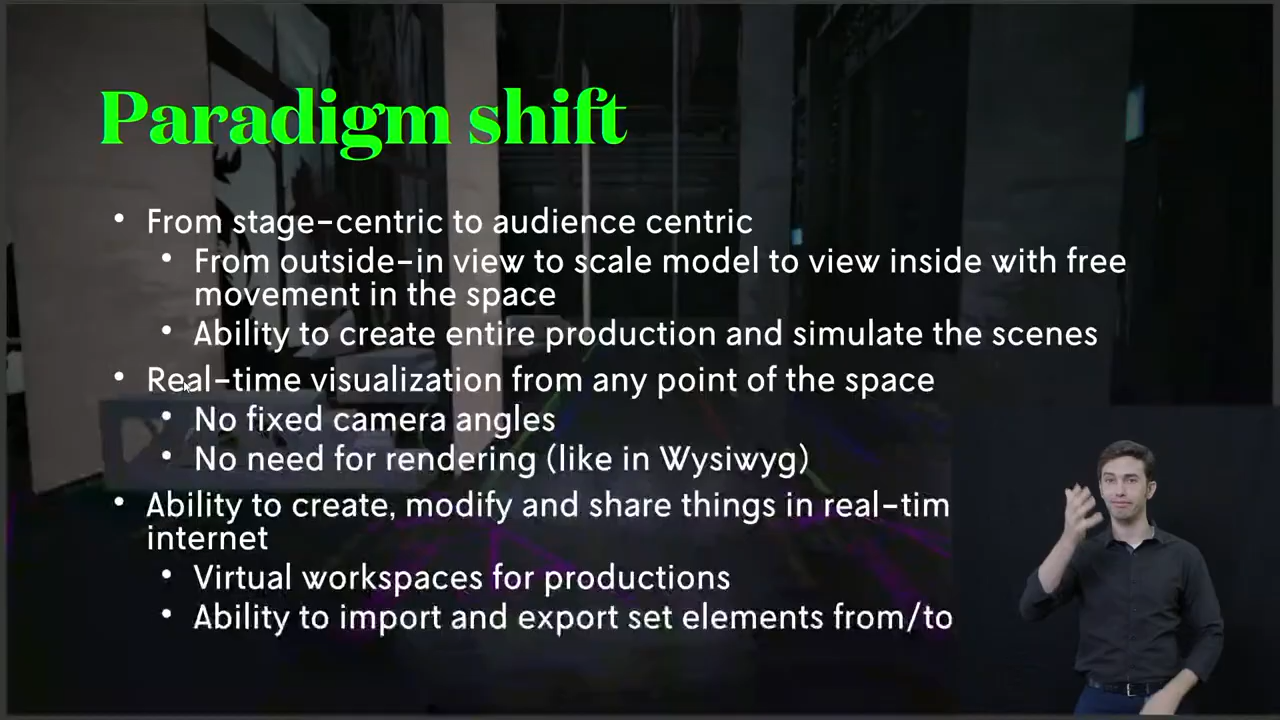 Paradigm shift
• From stage-centric to audience centric
• From outside-in view to scale model to view inside with free
movement in the space
• Ability to create entire production and simulate the scenes
• Real-time visualization from any point of the space
• No fixed camera angles
• No need for rendering (like in Wysiwyg)
• Ability to create, modify and share things in real-tim
internet
• Virtual workspaces for productions
• Ability to import and export set elements from/to